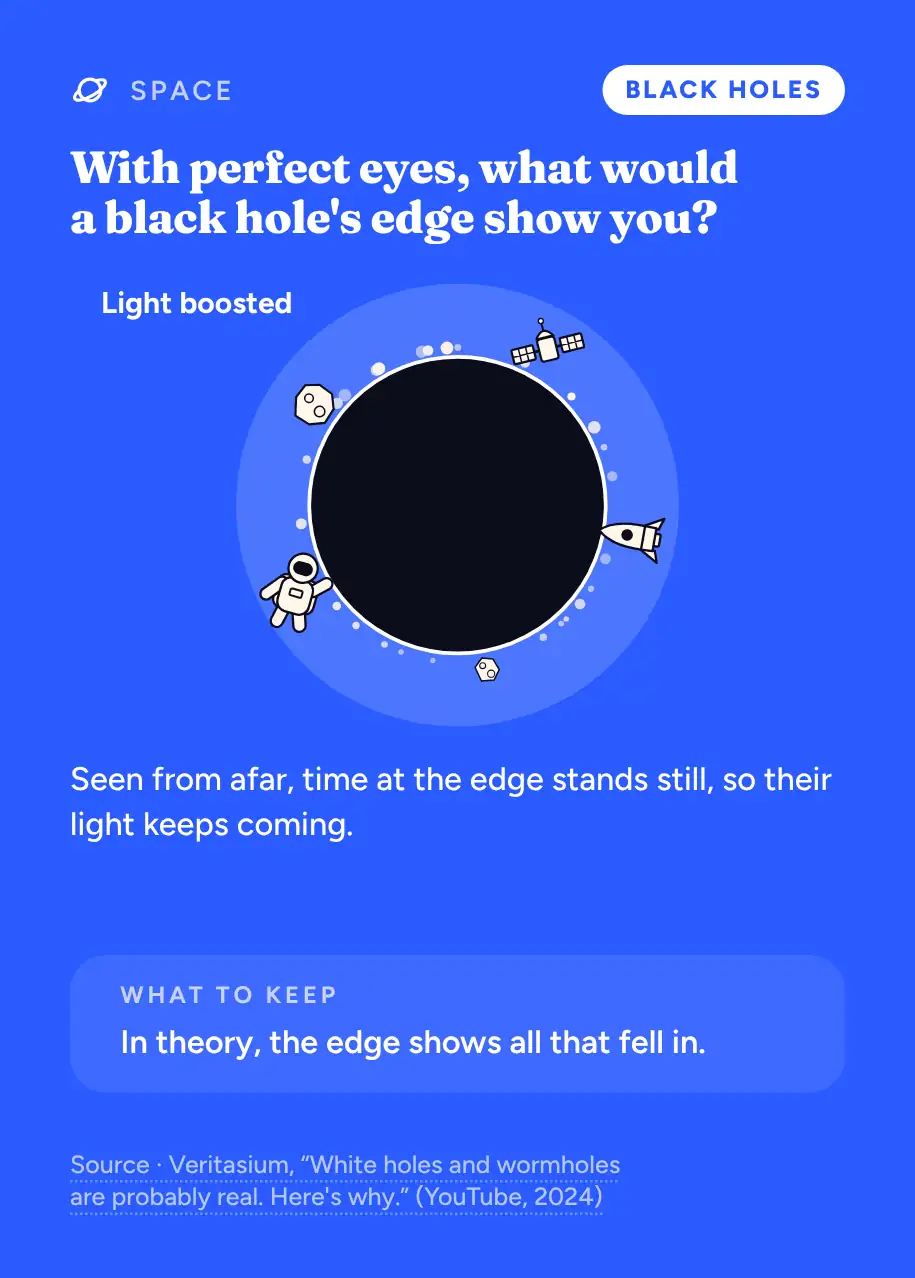 SPACE
BLACK HOLES
With perfect eyes, what would
a black hole's edge show you?
Light boosted
Seen from afar, time at the edge stands still, so their
light keeps coming.
WHAT TO KEEP
In theory, the edge shows all that fell in.
Source · Veritasium, “White holes and wormholes
are probably real. Here's why.” (YouTube, 2024)